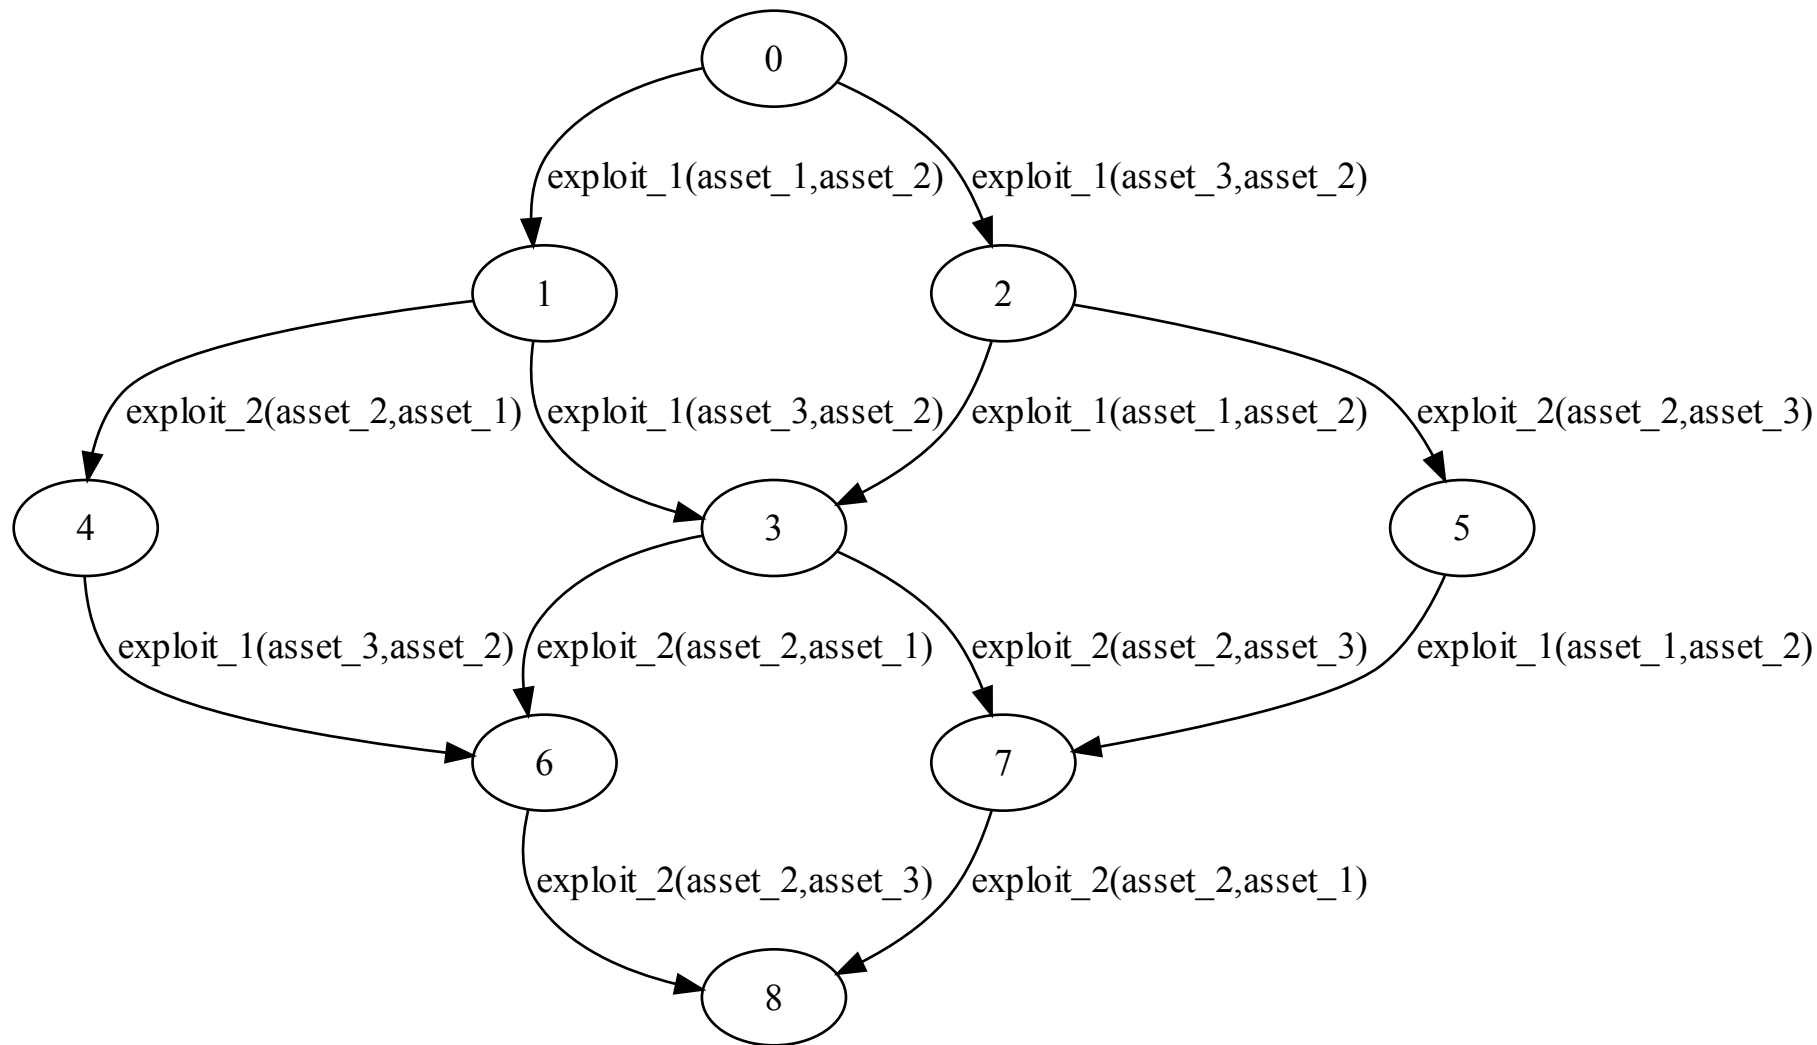 0
exploit_1(asset_1,asset_2) exploit_1(asset_3,asset_2)
1 2
exploit_2(asset_2,asset_1) exploit_1(asset_3,asset_2) exploit_1(asset_1,asset_2) exploit_2(asset_2,asset_3)
4 3 5
exploit_1(asset_3,asset_2) exploit_2(asset_2,asset_1) exploit_2(asset_2,asset_3) exploit_1(asset_1,asset_2)
6 7
exploit_2(asset_2,asset_3) exploit_2(asset_2,asset_1)
8